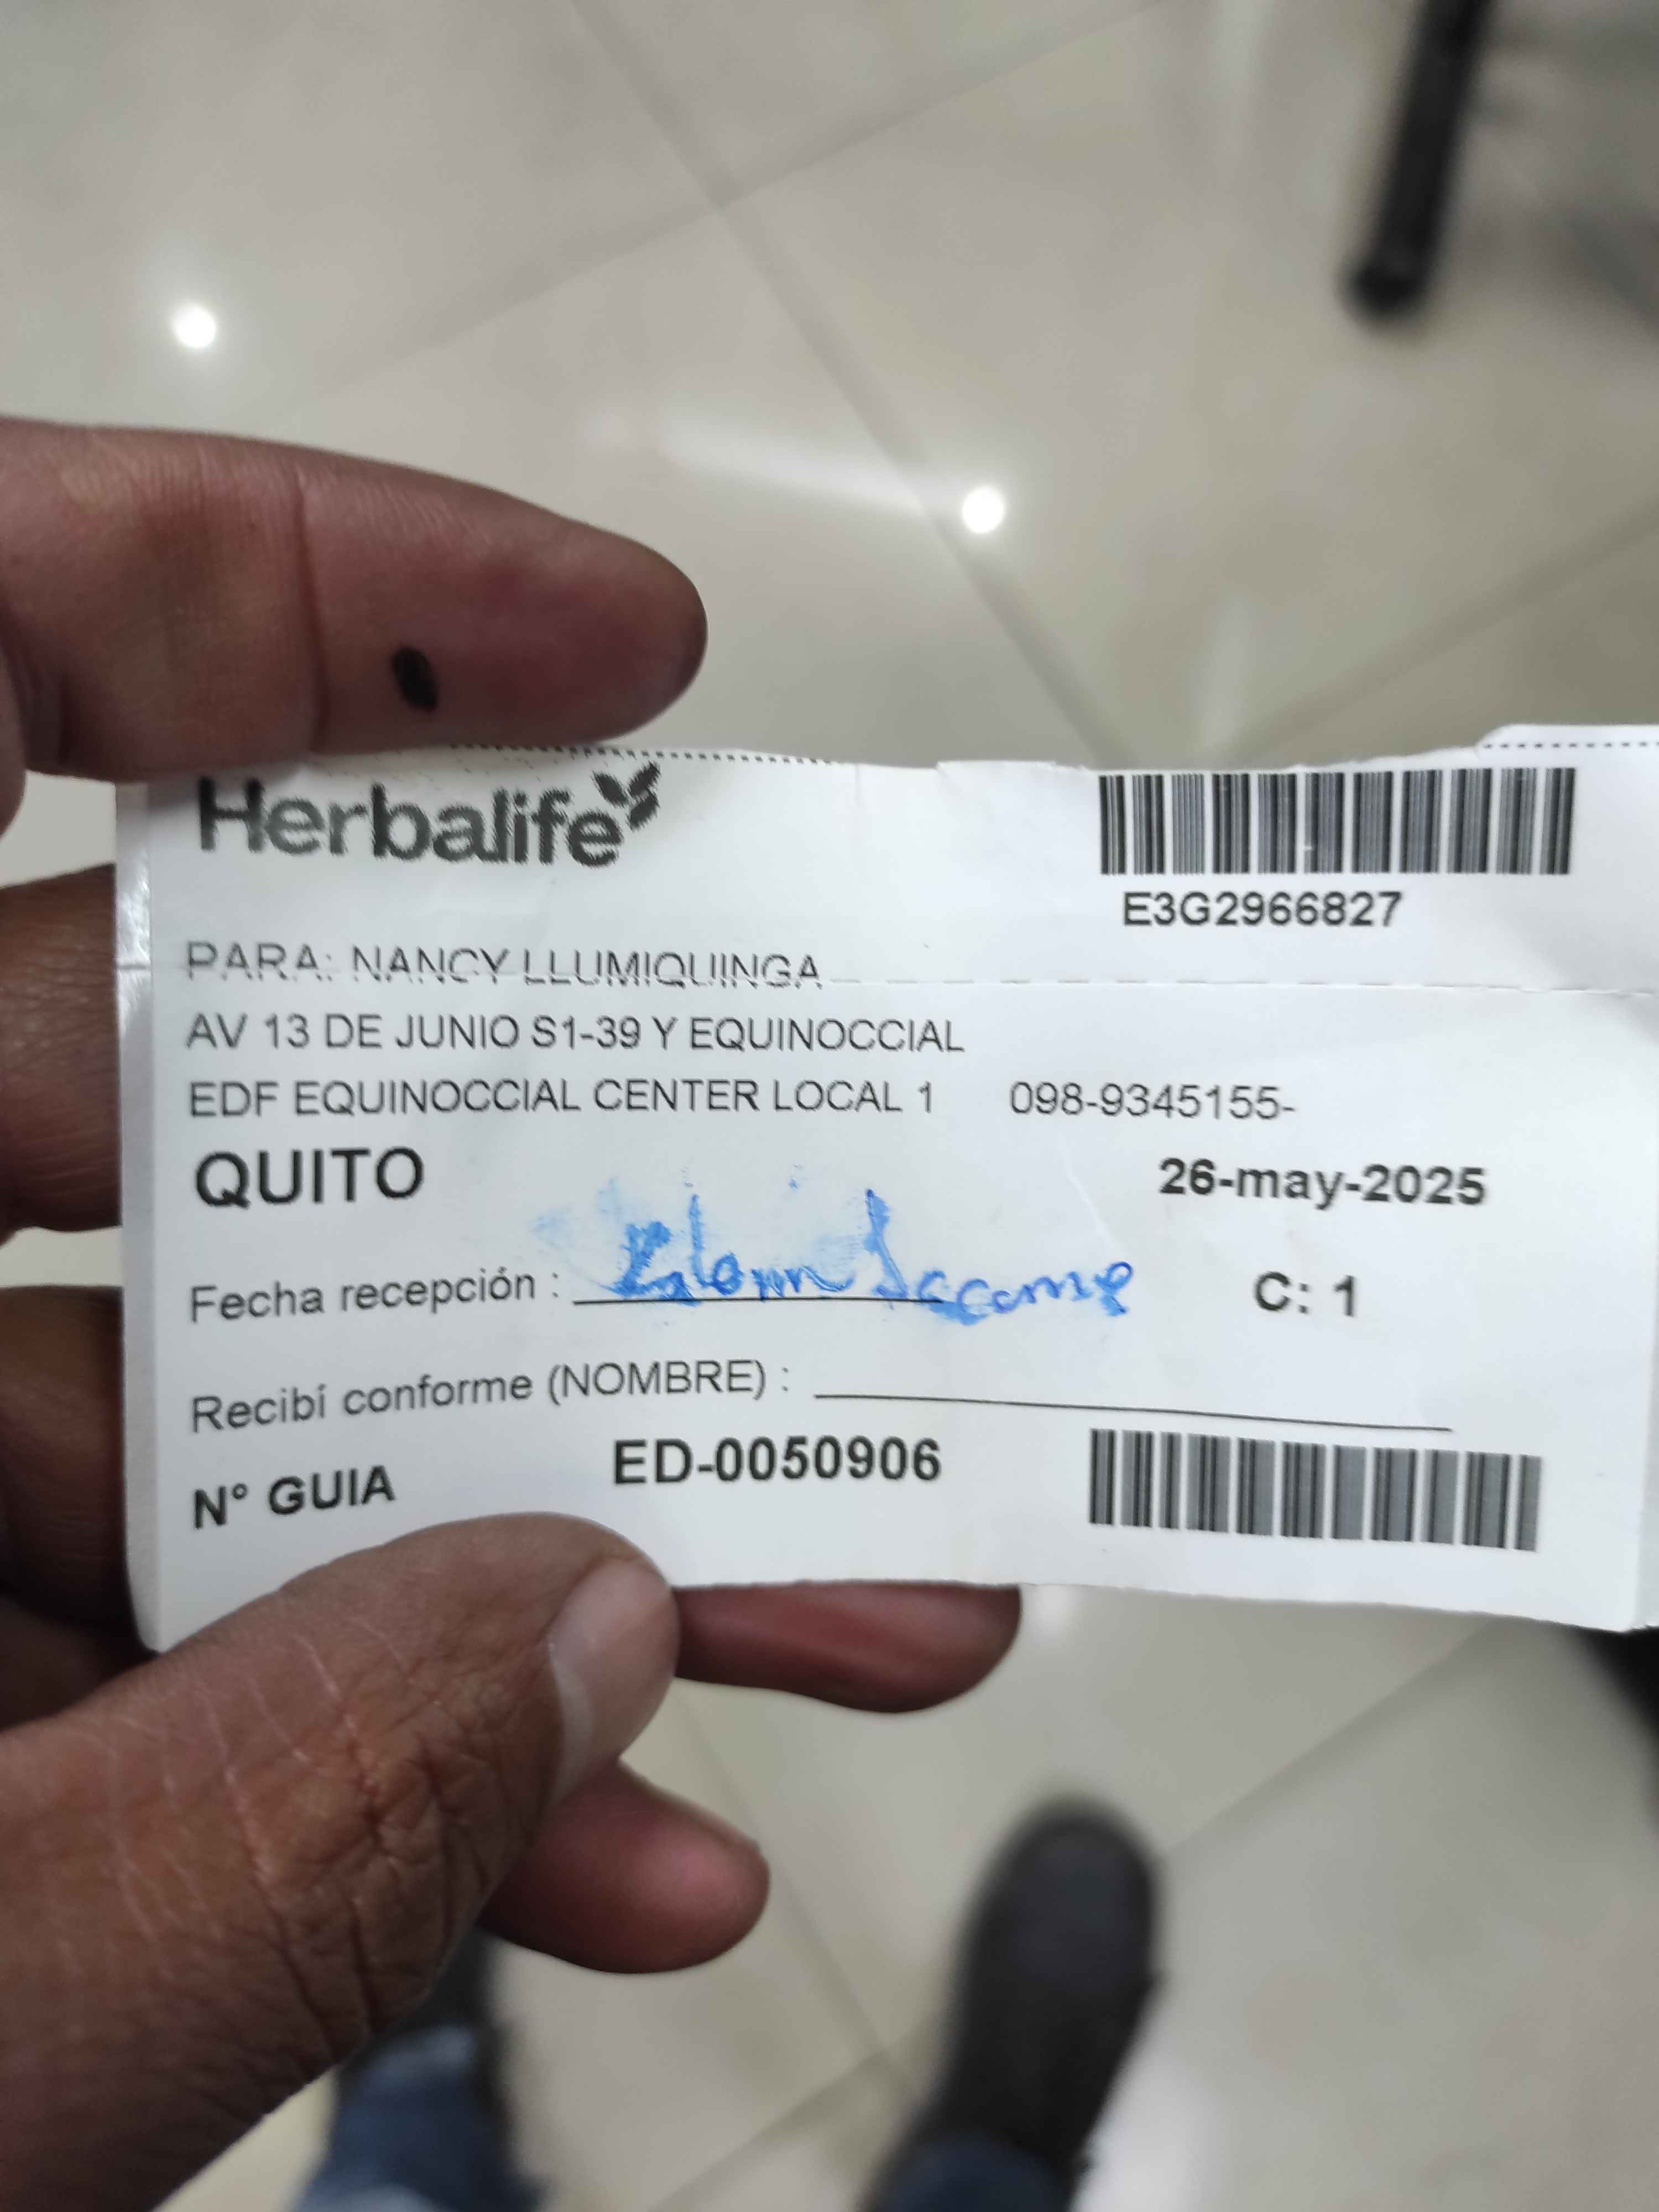 Herbalife
E3G2966827
PARA: NANCY LLUMIQUINGA
AV 13 DE JUNIO S1-39 Y EQUINOCCIAL
EDF EQUINOCCIAL CENTER LOCAL 1 098-9345155-
QUITO 26-may-2025
Fecha recepción : C: 1
Recibí conforme (NOMBRE) :
N° GUIA ED-0050906